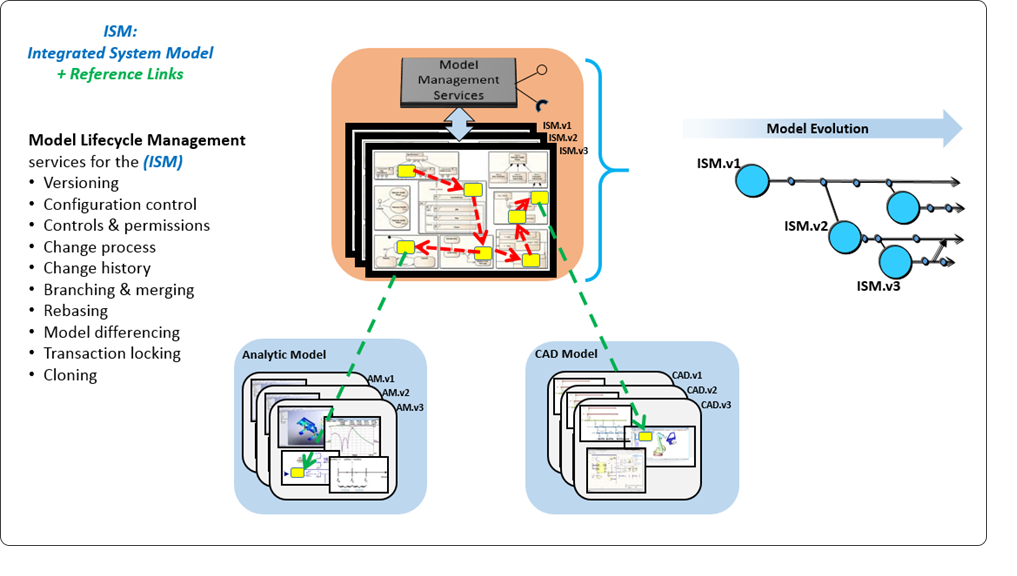 ISM:
Integrated System Model
+ Reference Links
Model Lifecycle Management
services for the (ISM)
• Versioning
• Configuration control
• Controls & permissions
• Change process
• Change history
• Branching & merging
• Rebasing
• Model differencing
• Transaction locking
• Cloning
Model
Management
Services
ISM.v1
ISM.v2
ISM.v3
Model Evolution
ISM.v1
ISM.v2
ISM.v3
Analytic Model
AM.v1
AM.v2
AM.v3
CAD Model
CAD.v1
CAD.v2
CAD.v3